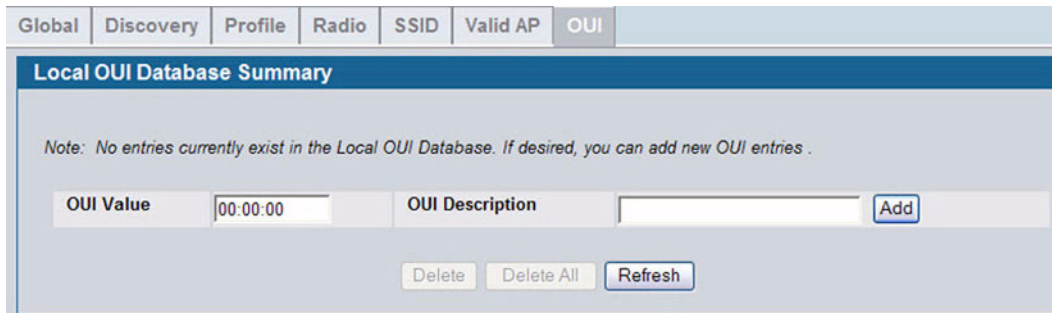 Global Discovery Profile Radio SSID Valid AP OUI
Local OUI Database Summary
Note: No entries currently exist in the Local OUI Database. If desired, you can add new OUI entries .
OUI Value 00:00:00 OUI Description Add
Delete Delete All Refresh